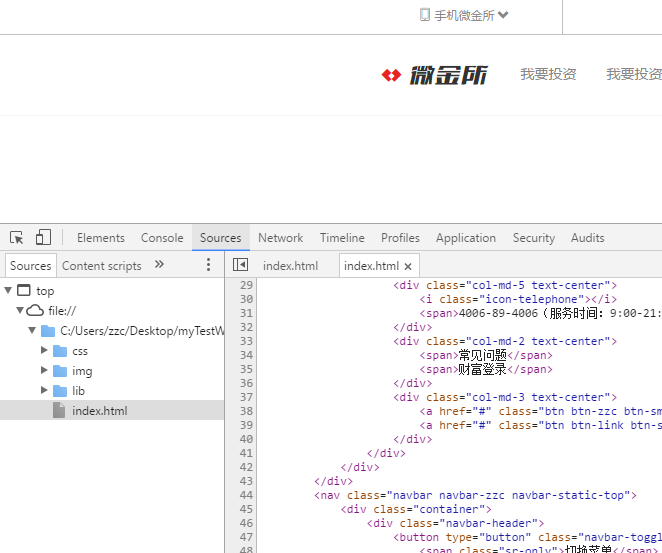 手机微金所
微金所 我要投资 我要投资
Elements Console Sources Network Timeline Profiles Application Security Audits
Sources Content scripts » index.html index.html ×
top
file://
C:/Users/zzc/Desktop/myTestW
css
img
lib
index.html
29 <div class="col-md-5 text-center">
30 <i class="icon-telephone"></i>
31 <span>4006-89-4006（服务时间：9:00-21:
32 </div>
33 <div class="col-md-2 text-center">
34 <span>常见问题</span>
35 <span>财富登录</span>
36 </div>
37 <div class="col-md-3 text-center">
38 <a href="#" class="btn btn-zzc btn-sm
39 <a href="#" class="btn btn-link btn-s
40 </div>
41 </div>
42 </div>
43 </div>
44 <nav class="navbar navbar-zzc navbar-static-top">
45 <div class="container">
46 <div class="navbar-header">
47 <button type="button" class="navbar-toggl
48 <span class="sr-only">切换菜单</span>